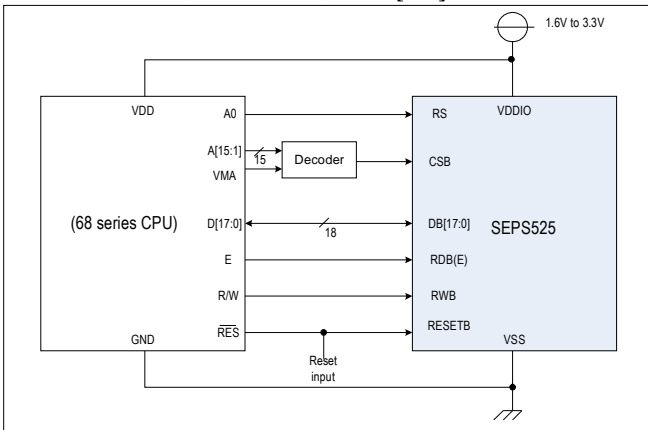 1.6V to 3.3V
VDD
A0
RS
VDDIO
A[15:1]
15
Decoder
CSB
VMA
(68 series CPU)
D[17:0]
18
DB[17:0]
SEPS525
E
RDB(E)
R/W
RWB
RES
RESETB
GND
Reset
input
VSS